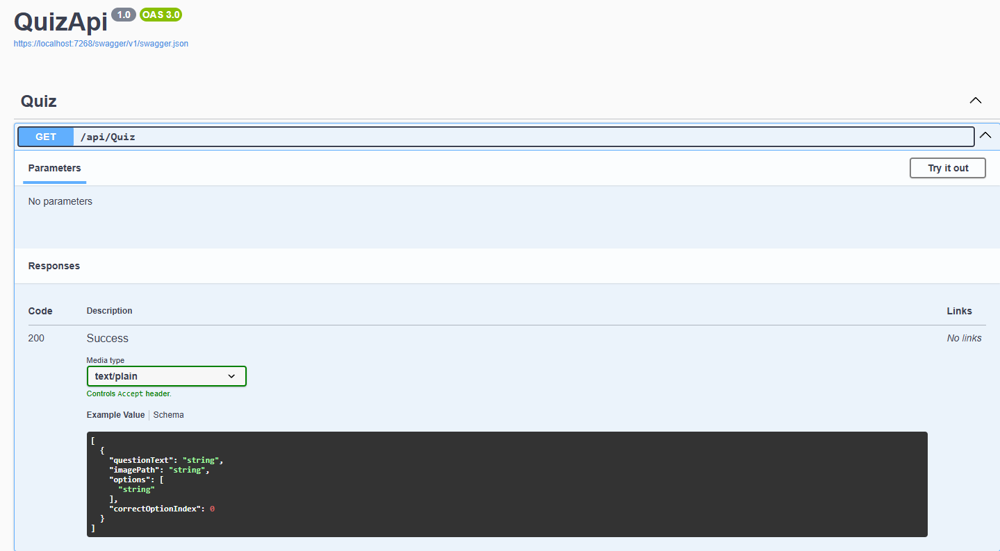 QuizApi 1.0 OAS 3.0
https://localhost:7268/swagger/v1/swagger.json
Quiz
GET /api/Quiz
Parameters Try it out
No parameters
Responses
Code Description Links
200 Success No links
Media type
text/plain
Controls Accept header.
Example Value Schema
[
  {
    "questionText": "string",
    "imagePath": "string",
    "options": [
      "string"
    ],
    "correctOptionIndex": 0
  }
]